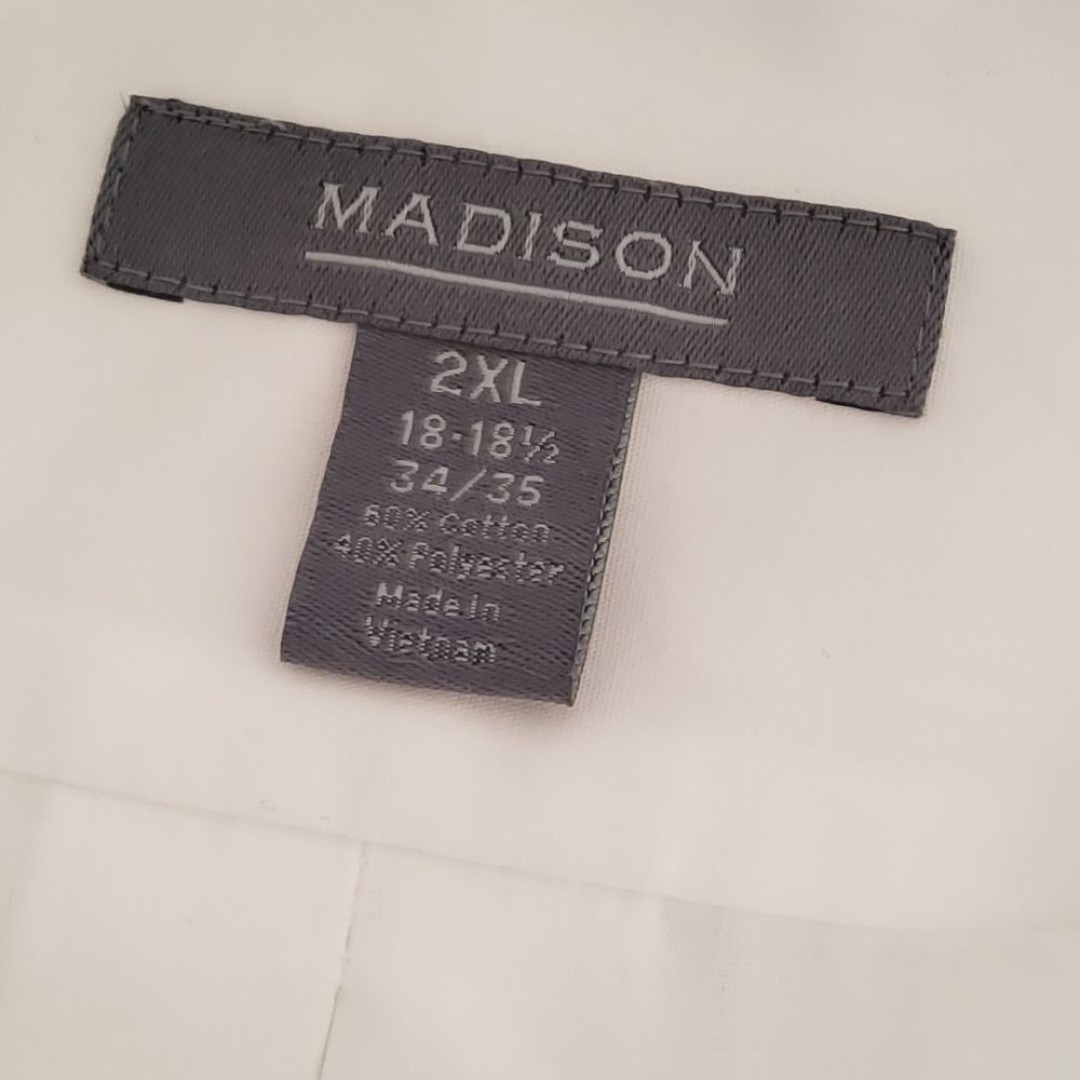 MADISON
2XL
18-18½
34/35
60% Cotton
40% Polyester
Made In
Vietnam